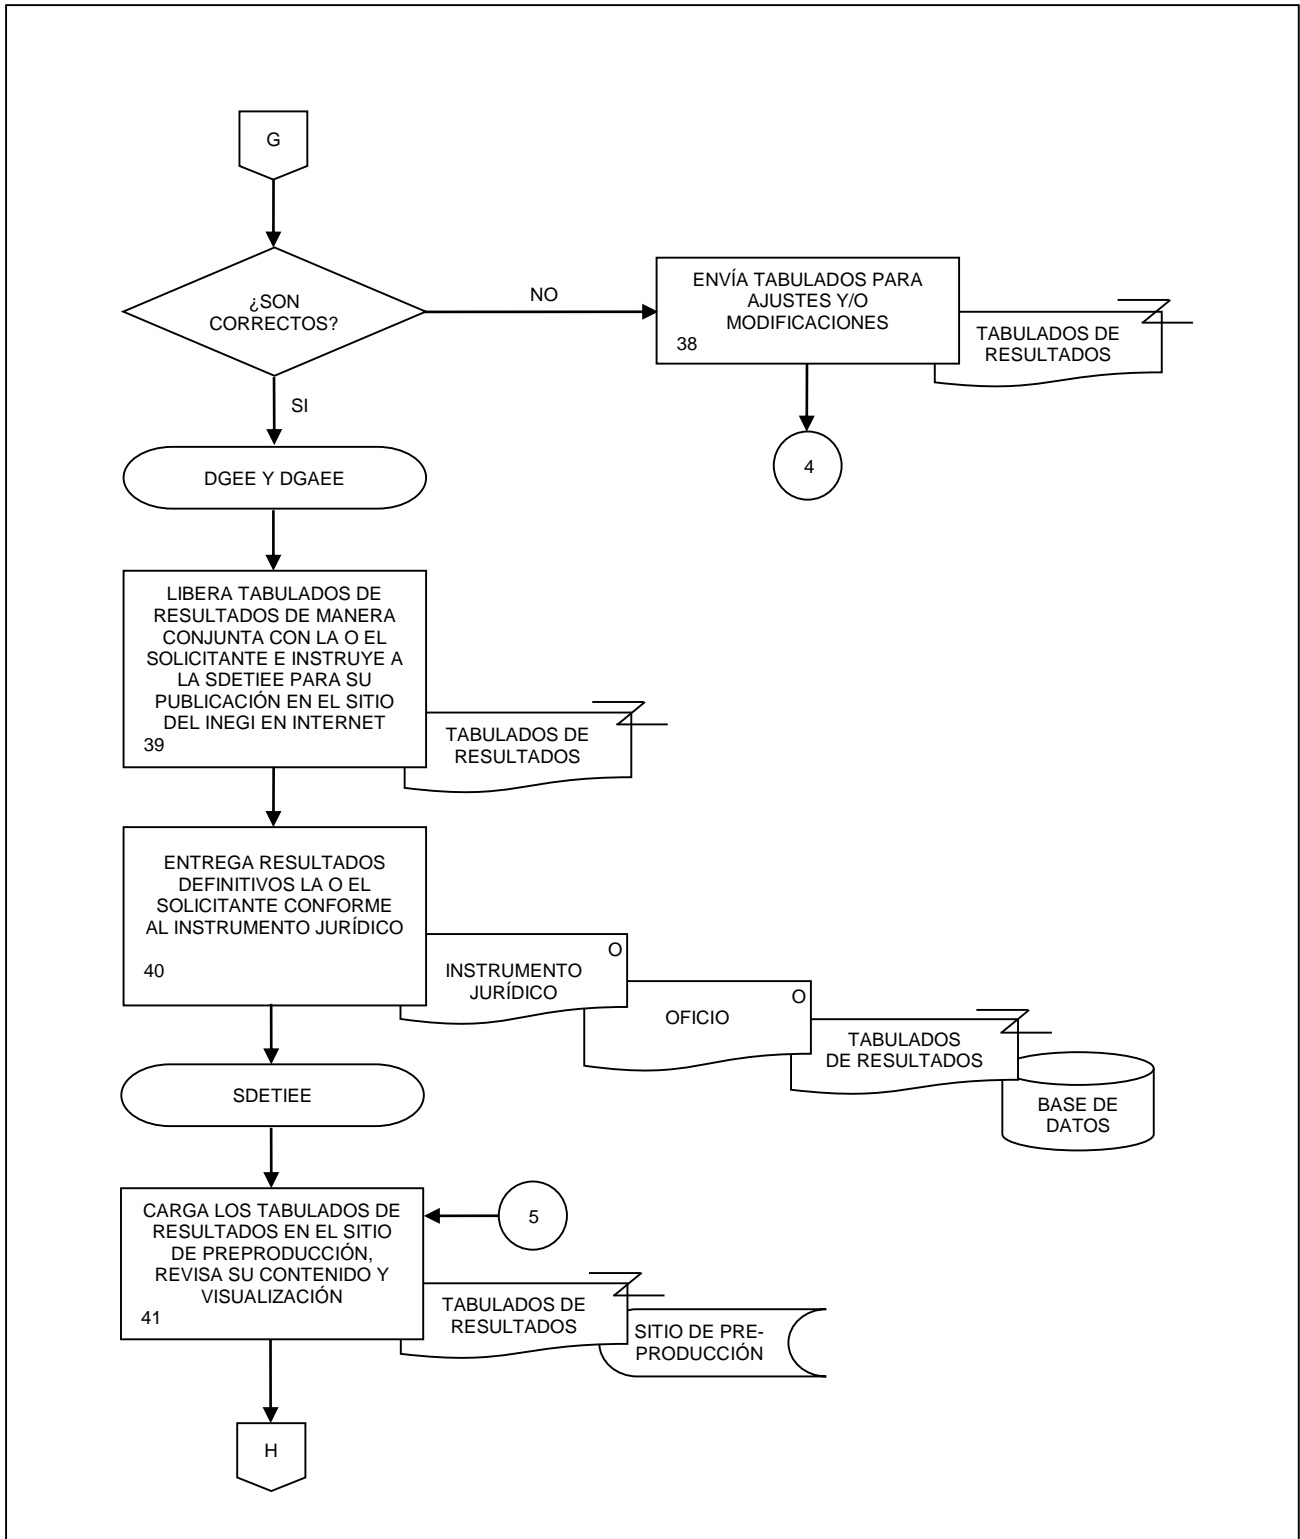 G
¿SON
CORRECTOS?
NO
ENVÍA TABULADOS PARA
AJUSTES Y/O
MODIFICACIONES
38
TABULADOS DE
RESULTADOS
4
SI
DGEE Y DGAEE
LIBERA TABULADOS DE
RESULTADOS DE MANERA
CONJUNTA CON LA O EL
SOLICITANTE E INSTRUYE A
LA SDETIEE PARA SU
PUBLICACIÓN EN EL SITIO
DEL INEGI EN INTERNET
39
TABULADOS DE
RESULTADOS
ENTREGA RESULTADOS
DEFINITIVOS LA O EL
SOLICITANTE CONFORME
AL INSTRUMENTO JURÍDICO
40
O
INSTRUMENTO
JURÍDICO
O
OFICIO
TABULADOS
DE RESULTADOS
BASE DE
DATOS
SDETIEE
CARGA LOS TABULADOS DE
RESULTADOS EN EL SITIO
DE PREPRODUCCIÓN,
REVISA SU CONTENIDO Y
VISUALIZACIÓN
41
5
TABULADOS DE
RESULTADOS
SITIO DE PRE-
PRODUCCIÓN
H